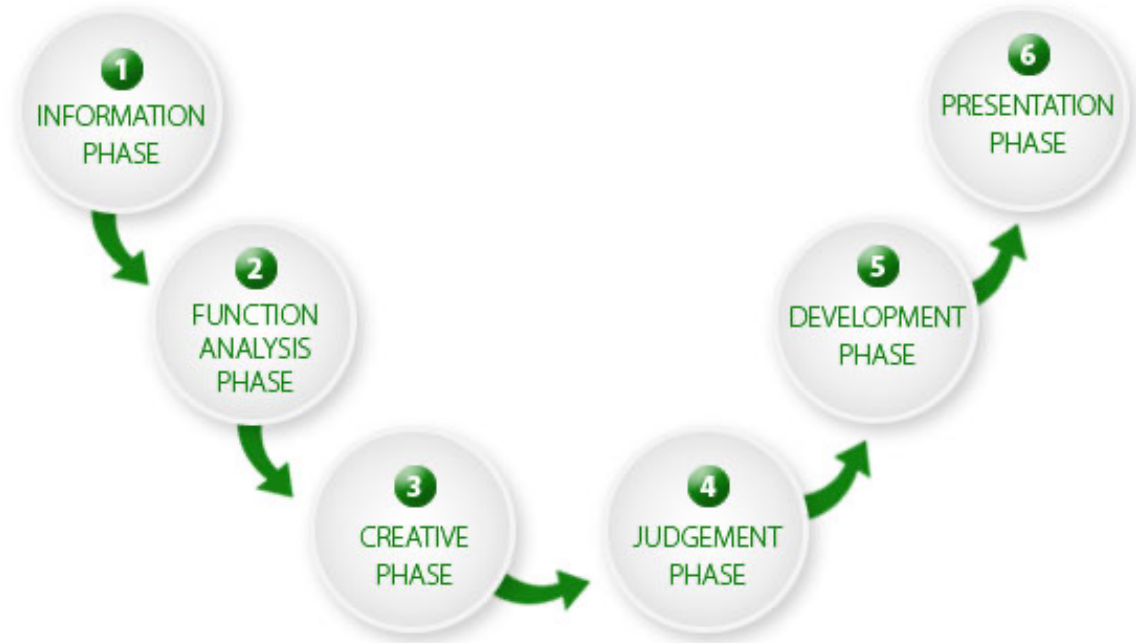 1
INFORMATION
PHASE
2
FUNCTION
ANALYSIS
PHASE
3
CREATIVE
PHASE
4
JUDGEMENT
PHASE
5
DEVELOPMENT
PHASE
6
PRESENTATION
PHASE